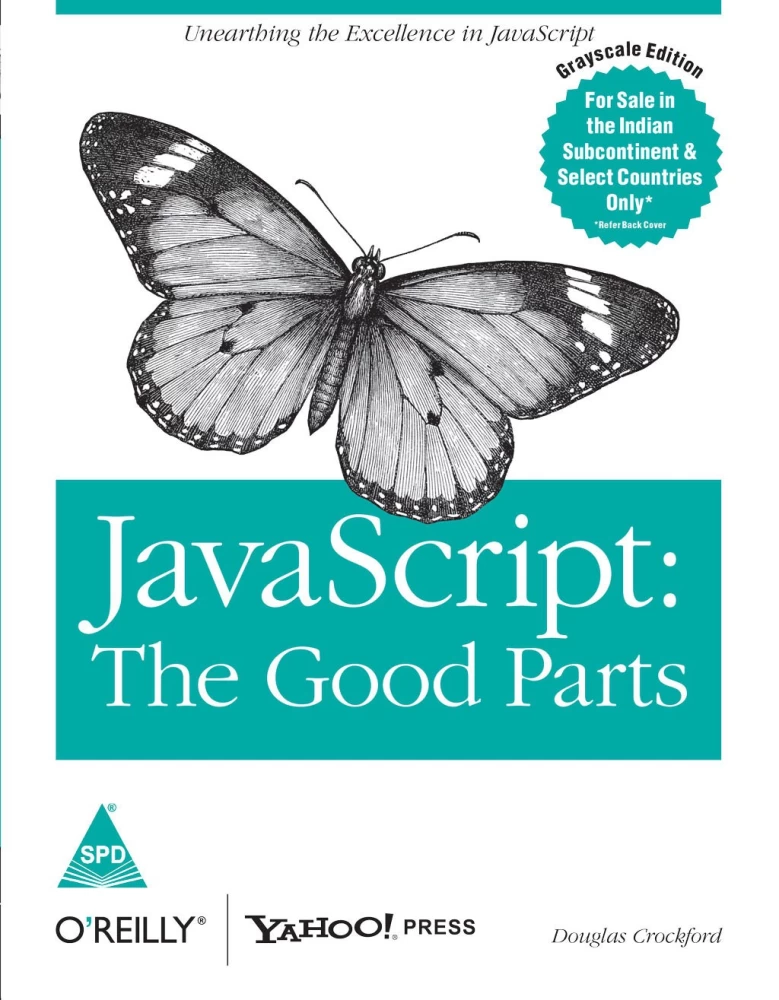 Unearthing the Excellence in JavaScript
Grayscale Edition
For Sale in
the Indian
Subcontinent &
Select Countries
Only*
*Refer Back Cover
JavaScript:
The Good Parts
SPD®
O'REILLY®
YAHOO!® PRESS
Douglas Crockford